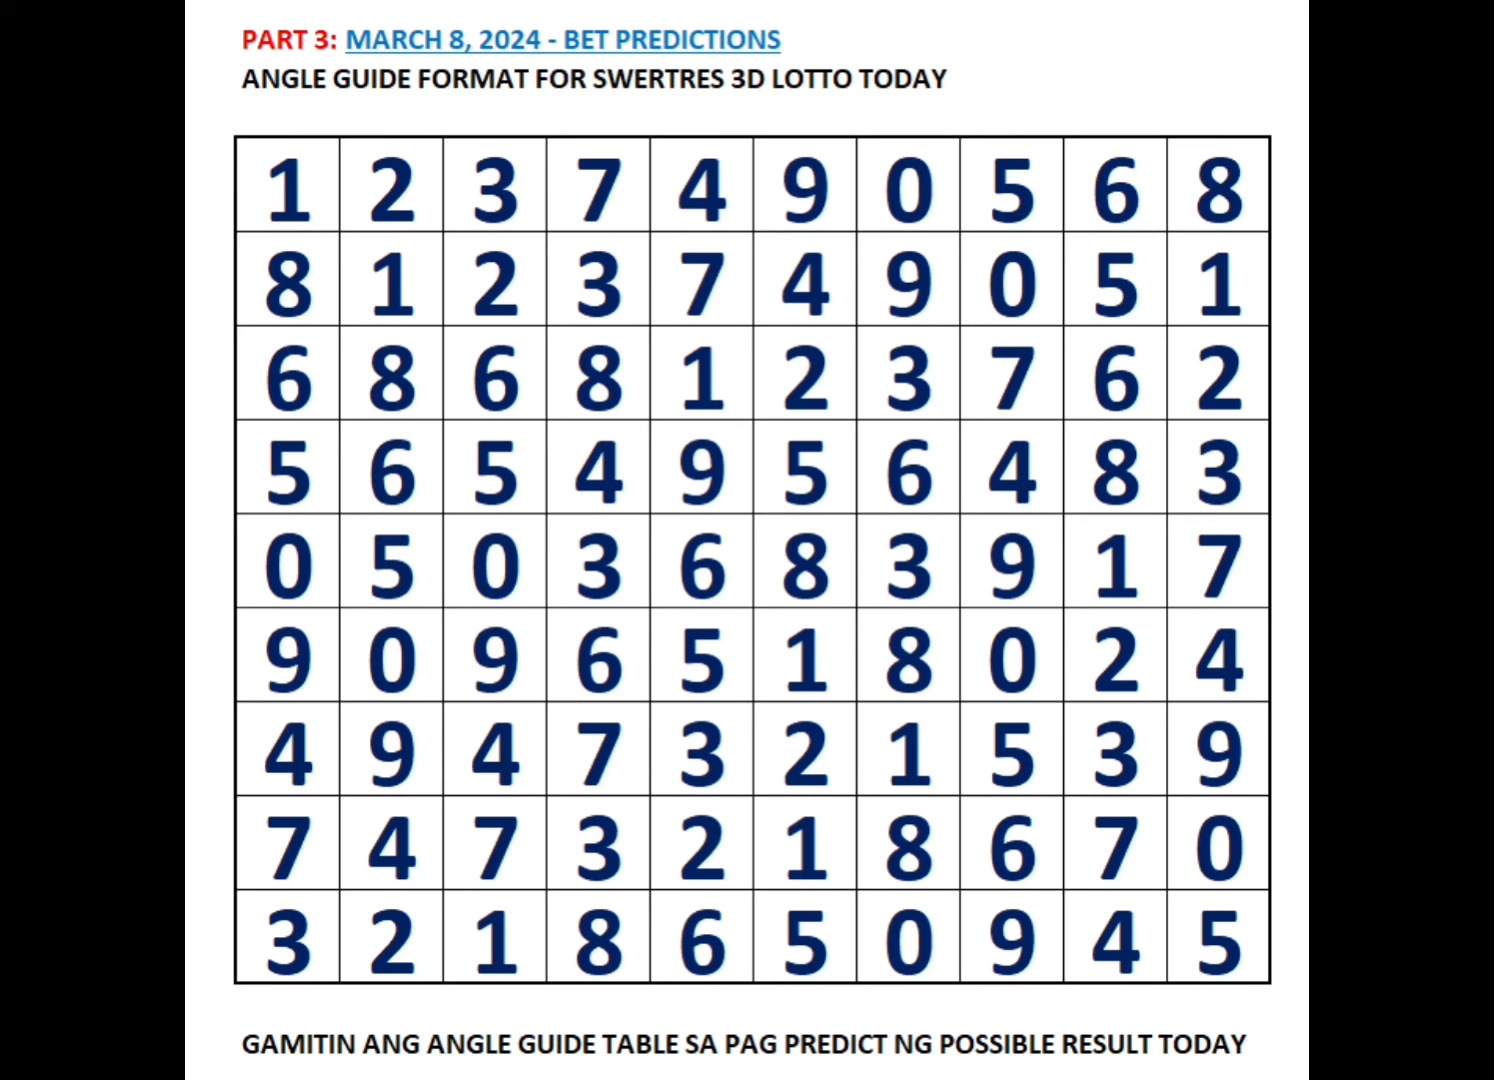 PART 3: MARCH 8, 2024 - BET PREDICTIONS
ANGLE GUIDE FORMAT FOR SWERTRES 3D LOTTO TODAY
1 2 3 7 4 9 0 5 6 8
8 1 2 3 7 4 9 0 5 1
6 8 6 8 1 2 3 7 6 2
5 6 5 4 9 5 6 4 8 3
0 5 0 3 6 8 3 9 1 7
9 0 9 6 5 1 8 0 2 4
4 9 4 7 3 2 1 5 3 9
7 4 7 3 2 1 8 6 7 0
3 2 1 8 6 5 0 9 4 5
GAMITIN ANG ANGLE GUIDE TABLE SA PAG PREDICT NG POSSIBLE RESULT TODAY